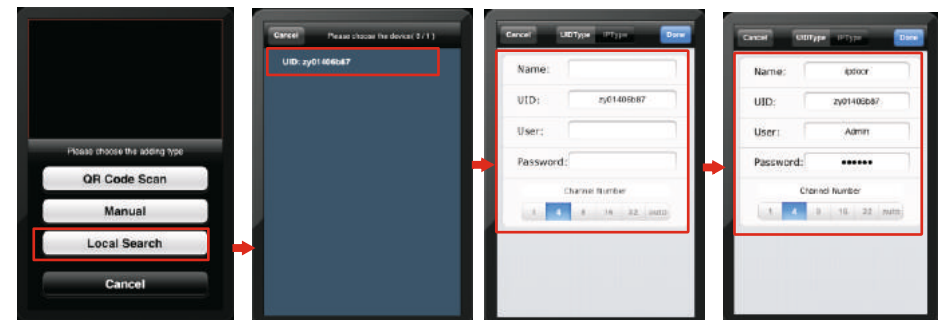 Please choose the adding type
QR Code Scan
Manual
Local Search
Cancel
Cancel Please choose the device( 0 / 1 )
UID: zy01406b87
Cancel UIDType IPType Done
Name:
UID: zy01406b87
User:
Password:
Channel Number
1 4 8 16 32 auto
Cancel UIDType IPType Done
Name: ipdoor
UID: zy01406b87
User: Admin
Password: ••••••
Channel Number
1 4 8 16 32 auto